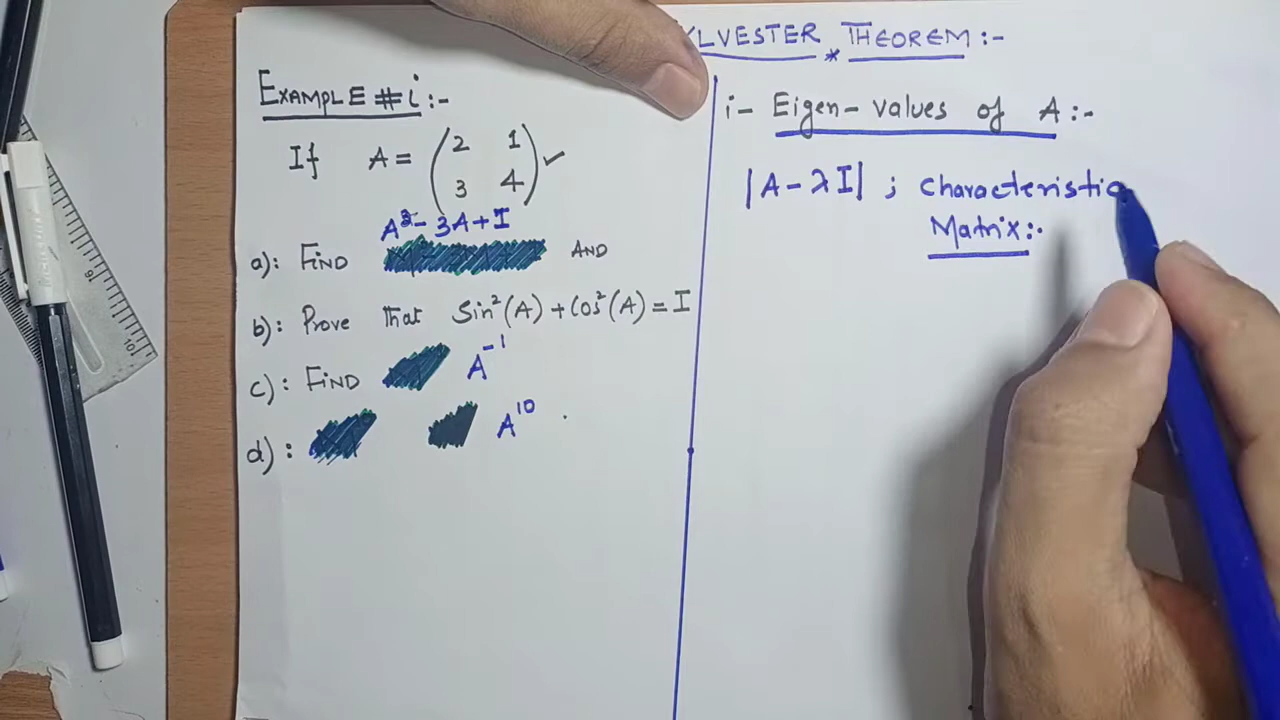 EXAMPLE #i:-
If A = (2 1
3 4) ✓
A³ - 3A + I
a): FIND AND
b): Prove that Sin²(A) + Cos²(A) = I
c): FIND A⁻¹
d): A¹⁰ .
YLVESTER * THEOREM:-
i- Eigen-values of A:-
|A - λI| ; Characteristic
Matrix:-